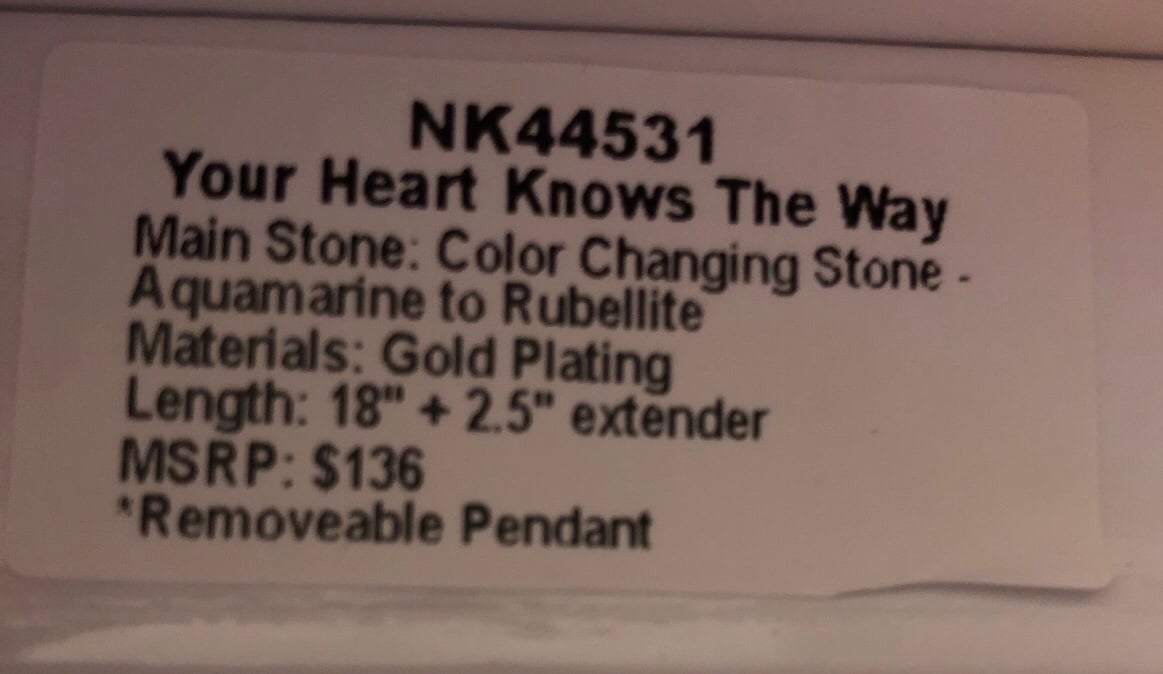 NK44531
Your Heart Knows The Way
Main Stone: Color Changing Stone -
Aquamarine to Rubellite
Materials: Gold Plating
Length: 18" + 2.5" extender
MSRP: $136
*Removeable Pendant